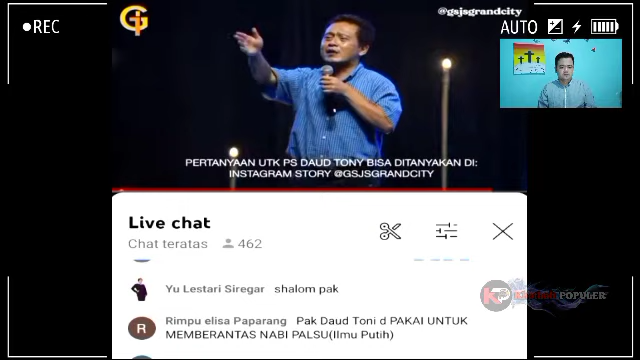 @gsjsgrandcity
REC
AUTO
PERTANYAAN UTK PS DAUD TONY BISA DITANYAKAN DI:
INSTAGRAM STORY @GSJSGRANDCITY
Live chat
Chat teratas 462
Yu Lestari Siregar shalom pak
R Rimpu elisa Paparang Pak Daud Toni d PAKAI UNTUK
MEMBERANTAS NABI PALSU(Ilmu Putih)
POPULER